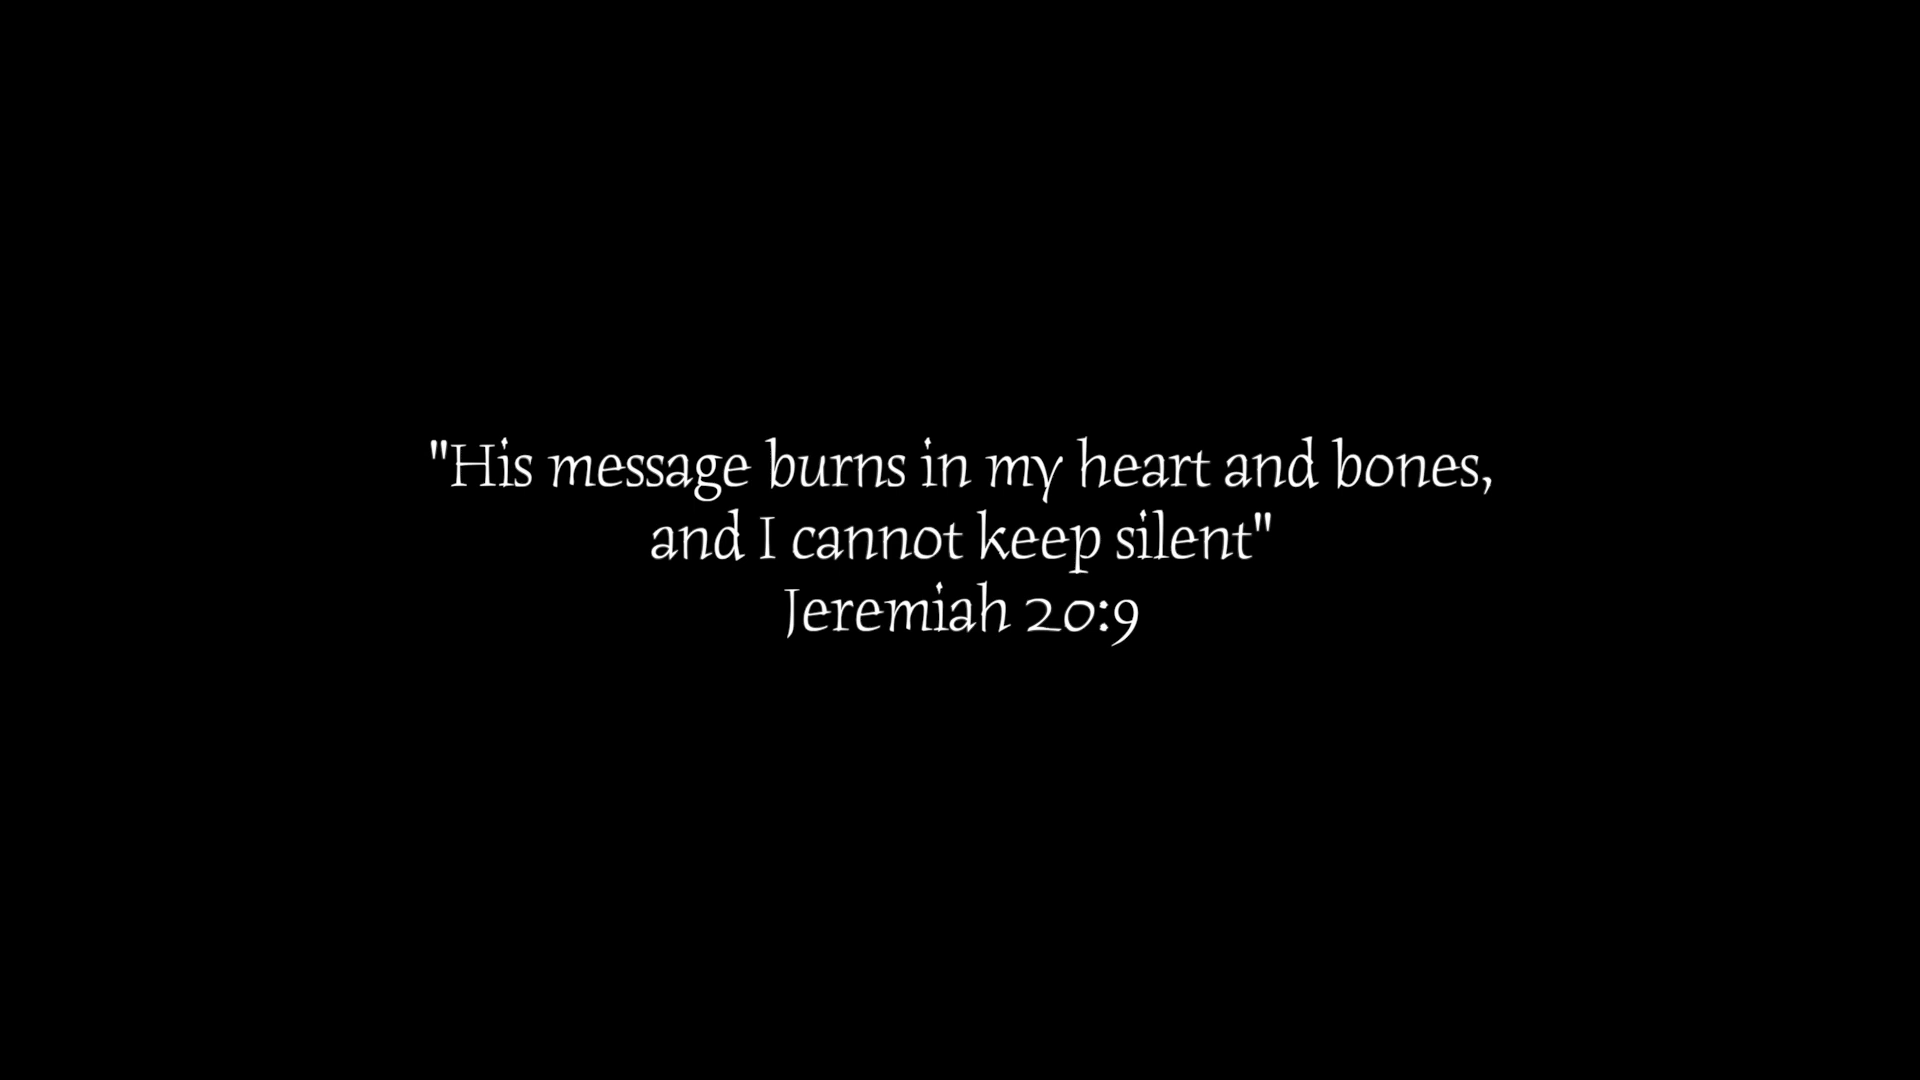 "His message burns in my heart and bones,
and I cannot keep silent"
Jeremiah 20:9